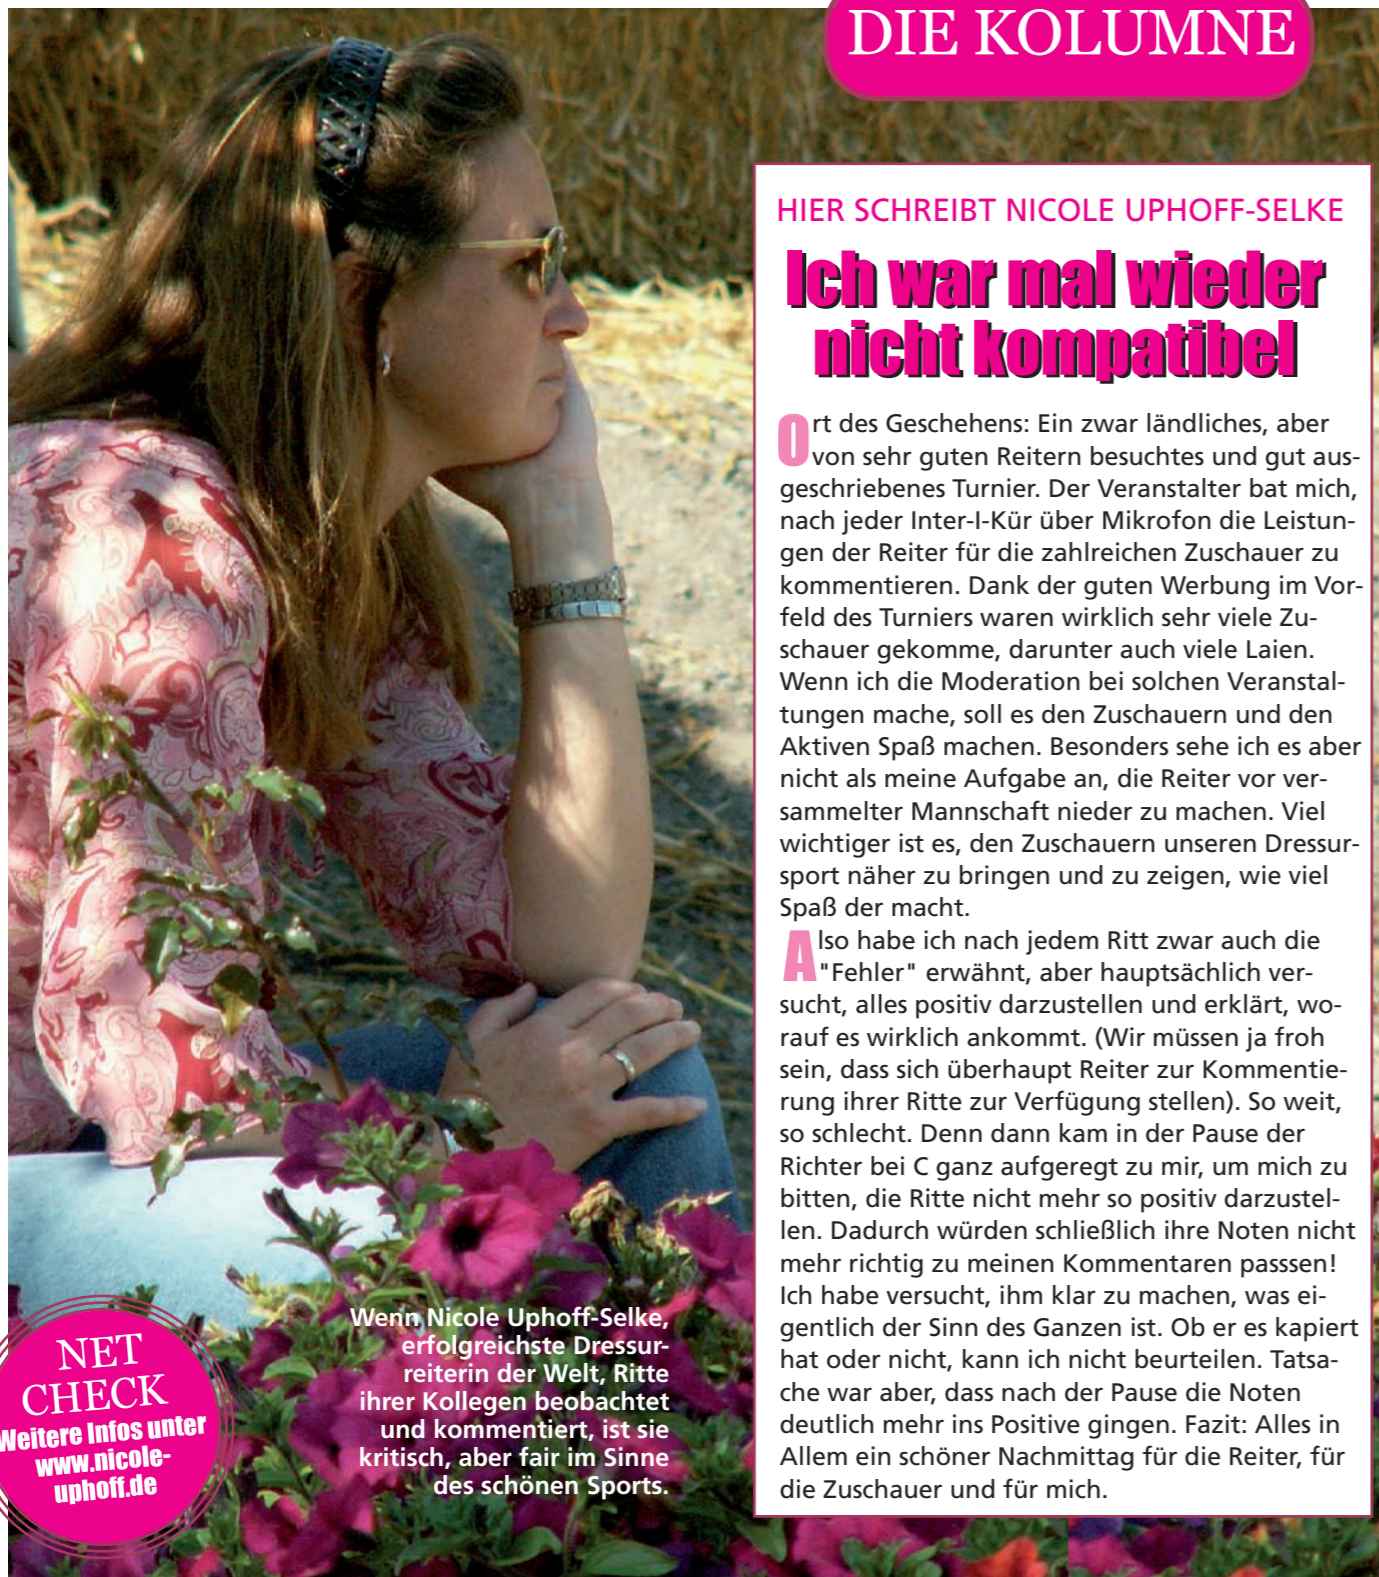 DIE KOLUMNE
HIER SCHREIBT NICOLE UPHOFF-SELKE
Ich war mal wieder
nicht kompatibel
Ort des Geschehens: Ein zwar ländliches, aber
von sehr guten Reitern besuchtes und gut aus-
geschriebenes Turnier. Der Veranstalter bat mich,
nach jeder Inter-I-Kür über Mikrofon die Leistun-
gen der Reiter für die zahlreichen Zuschauer zu
kommentieren. Dank der guten Werbung im Vor-
feld des Turniers waren wirklich sehr viele Zu-
schauer gekomme, darunter auch viele Laien.
Wenn ich die Moderation bei solchen Veranstal-
tungen mache, soll es den Zuschauern und den
Aktiven Spaß machen. Besonders sehe ich es aber
nicht als meine Aufgabe an, die Reiter vor ver-
sammelter Mannschaft nieder zu machen. Viel
wichtiger ist es, den Zuschauern unseren Dressur-
sport näher zu bringen und zu zeigen, wie viel
Spaß der macht.
Also habe ich nach jedem Ritt zwar auch die
"Fehler" erwähnt, aber hauptsächlich ver-
sucht, alles positiv darzustellen und erklärt, wo-
rauf es wirklich ankommt. (Wir müssen ja froh
sein, dass sich überhaupt Reiter zur Kommentie-
rung ihrer Ritte zur Verfügung stellen). So weit,
so schlecht. Denn dann kam in der Pause der
Richter bei C ganz aufgeregt zu mir, um mich zu
bitten, die Ritte nicht mehr so positiv darzustel-
len. Dadurch würden schließlich ihre Noten nicht
mehr richtig zu meinen Kommentaren passsen!
Ich habe versucht, ihm klar zu machen, was ei-
gentlich der Sinn des Ganzen ist. Ob er es kapiert
hat oder nicht, kann ich nicht beurteilen. Tatsa-
che war aber, dass nach der Pause die Noten
deutlich mehr ins Positive gingen. Fazit: Alles in
Allem ein schöner Nachmittag für die Reiter, für
die Zuschauer und für mich.
Wenn Nicole Uphoff-Selke,
erfolgreichste Dressur-
reiterin der Welt, Ritte
ihrer Kollegen beobachtet
und kommentiert, ist sie
kritisch, aber fair im Sinne
des schönen Sports.
NET
CHECK
Weitere Infos unter
www.nicole-
uphoff.de